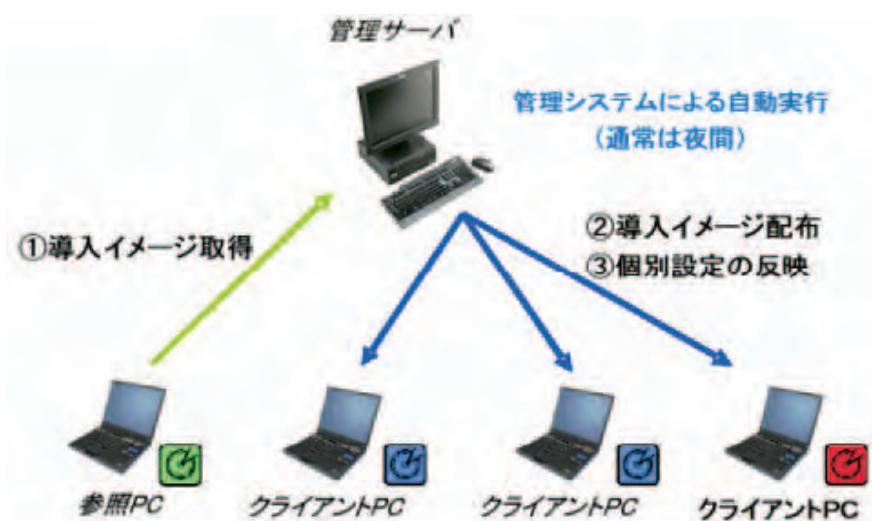 管理サーバ
管理システムによる自動実行
（通常は夜間）
①導入イメージ取得
②導入イメージ配布
③個別設定の反映
参照PC
クライアントPC
クライアントPC
クライアントPC